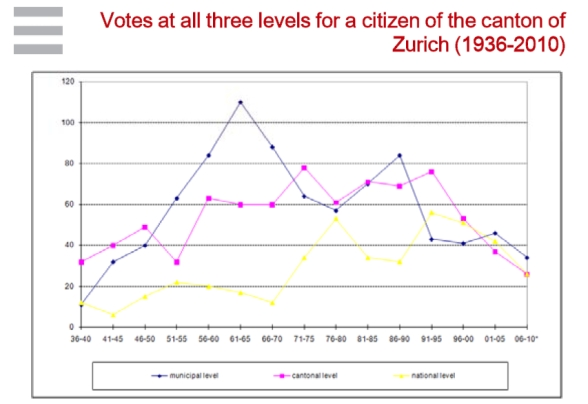 Votes at all three levels for a citizen of the canton of
Zurich (1936-2010)
120
100
80
60
40
20
0
36-40 41-45 46-50 51-55 56-60 61-65 66-70 71-75 76-80 81-85 86-90 91-95 96-00 01-05 06-10*
municipal level cantonal level national level